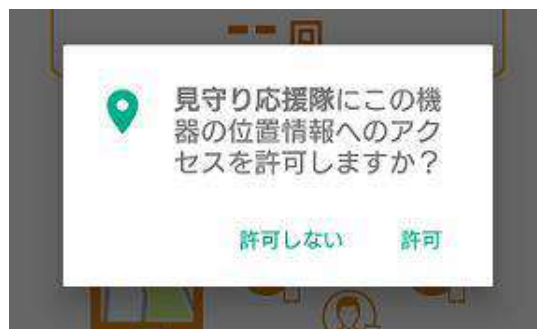 見守り応援隊にこの機
器の位置情報へのアク
セスを許可しますか？
許可しない 許可